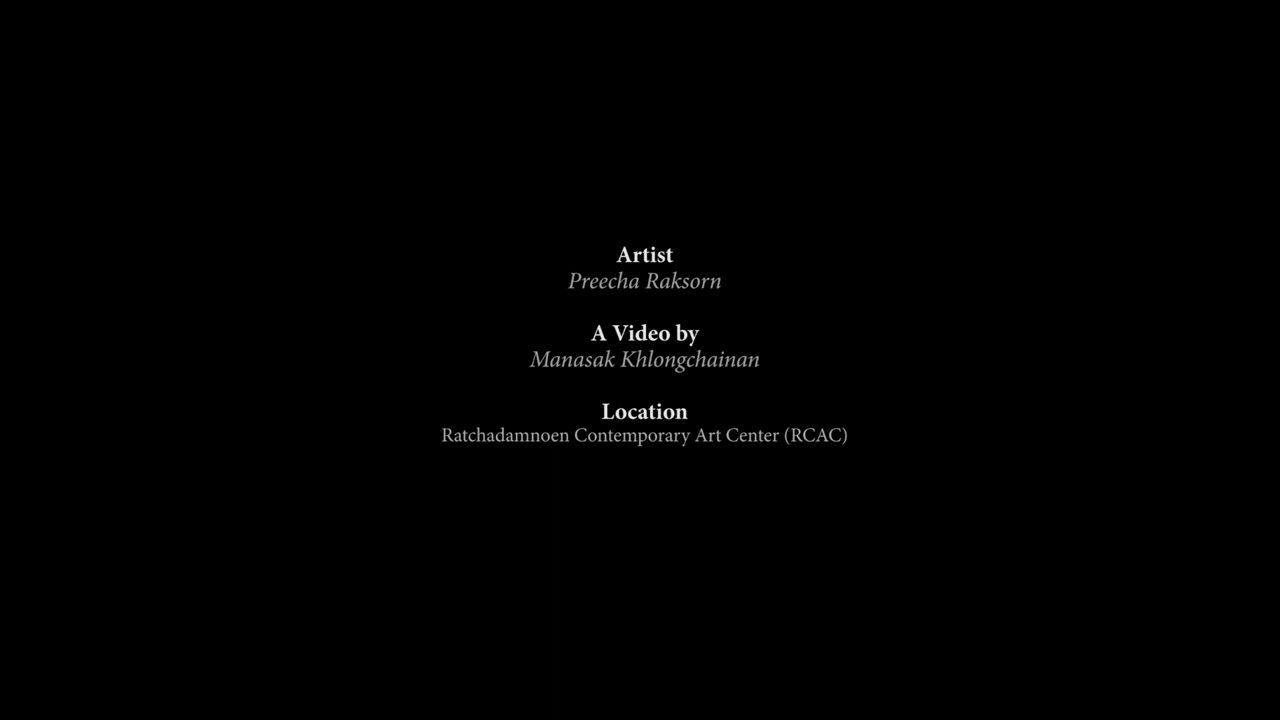 Artist
Preecha Raksorn
A Video by
Manasak Khlongchainan
Location
Ratchadamnoen Contemporary Art Center (RCAC)